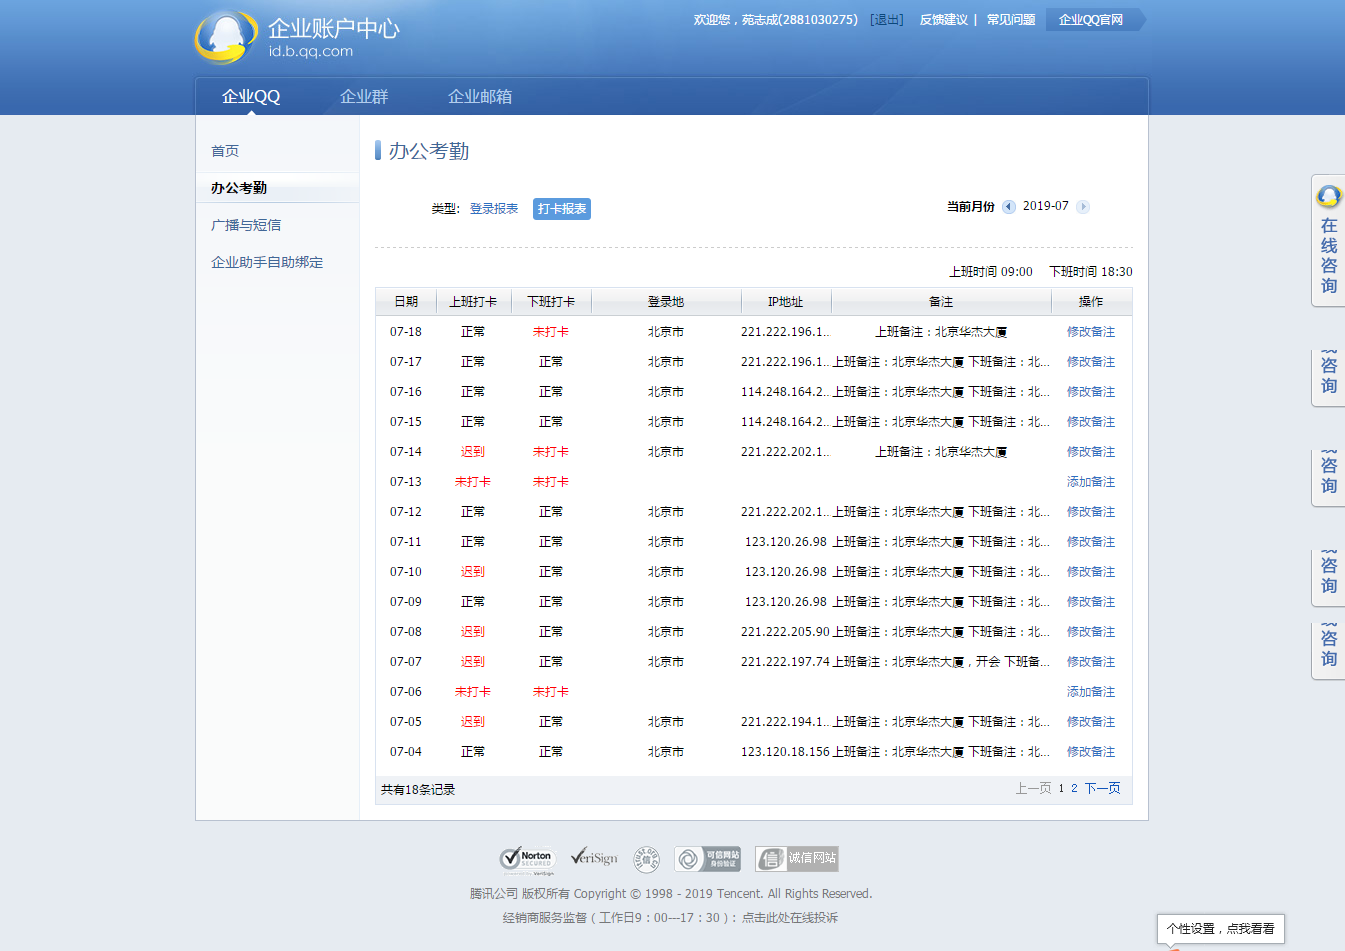 企业账户中心
id.b.qq.com
欢迎您，苑志成(2881030275) [退出] 反馈建议 | 常见问题 企业QQ官网
企业QQ 企业群 企业邮箱
首页
办公考勤
广播与短信
企业助手自助绑定
办公考勤
类型: 登录报表 打卡报表
当前月份 2019-07
上班时间 09:00 下班时间 18:30
日期 上班打卡 下班打卡 登录地 IP地址 备注 操作
07-18 正常 未打卡 北京市 221.222.196.1... 上班备注：北京华杰大厦 修改备注
07-17 正常 正常 北京市 221.222.196.1... 上班备注：北京华杰大厦 下班备注：北... 修改备注
07-16 正常 正常 北京市 114.248.164.2... 上班备注：北京华杰大厦 下班备注：北... 修改备注
07-15 正常 正常 北京市 114.248.164.2... 上班备注：北京华杰大厦 下班备注：北... 修改备注
07-14 迟到 未打卡 北京市 221.222.202.1... 上班备注：北京华杰大厦 修改备注
07-13 未打卡 未打卡 添加备注
07-12 正常 正常 北京市 221.222.202.1... 上班备注：北京华杰大厦 下班备注：北... 修改备注
07-11 正常 正常 北京市 123.120.26.98 上班备注：北京华杰大厦 下班备注：北... 修改备注
07-10 迟到 正常 北京市 123.120.26.98 上班备注：北京华杰大厦 下班备注：北... 修改备注
07-09 正常 正常 北京市 123.120.26.98 上班备注：北京华杰大厦 下班备注：北... 修改备注
07-08 迟到 正常 北京市 221.222.205.90 上班备注：北京华杰大厦 下班备注：北... 修改备注
07-07 迟到 正常 北京市 221.222.197.74 上班备注：北京华杰大厦，开会 下班备... 修改备注
07-06 未打卡 未打卡 添加备注
07-05 迟到 正常 北京市 221.222.194.1... 上班备注：北京华杰大厦 下班备注：北... 修改备注
07-04 正常 正常 北京市 123.120.18.156 上班备注：北京华杰大厦 下班备注：北... 修改备注
共有18条记录 上一页 1 2 下一页
在线咨询
咨询
咨询
咨询
咨询
Norton
SECURED
powered by VeriSign
VeriSign
信
可信网站
身份验证
信 诚信网站
腾讯公司 版权所有 Copyright © 1998 - 2019 Tencent. All Rights Reserved.
经销商服务监督（工作日9：00---17：30）：点击此处在线投诉
个性设置，点我看看